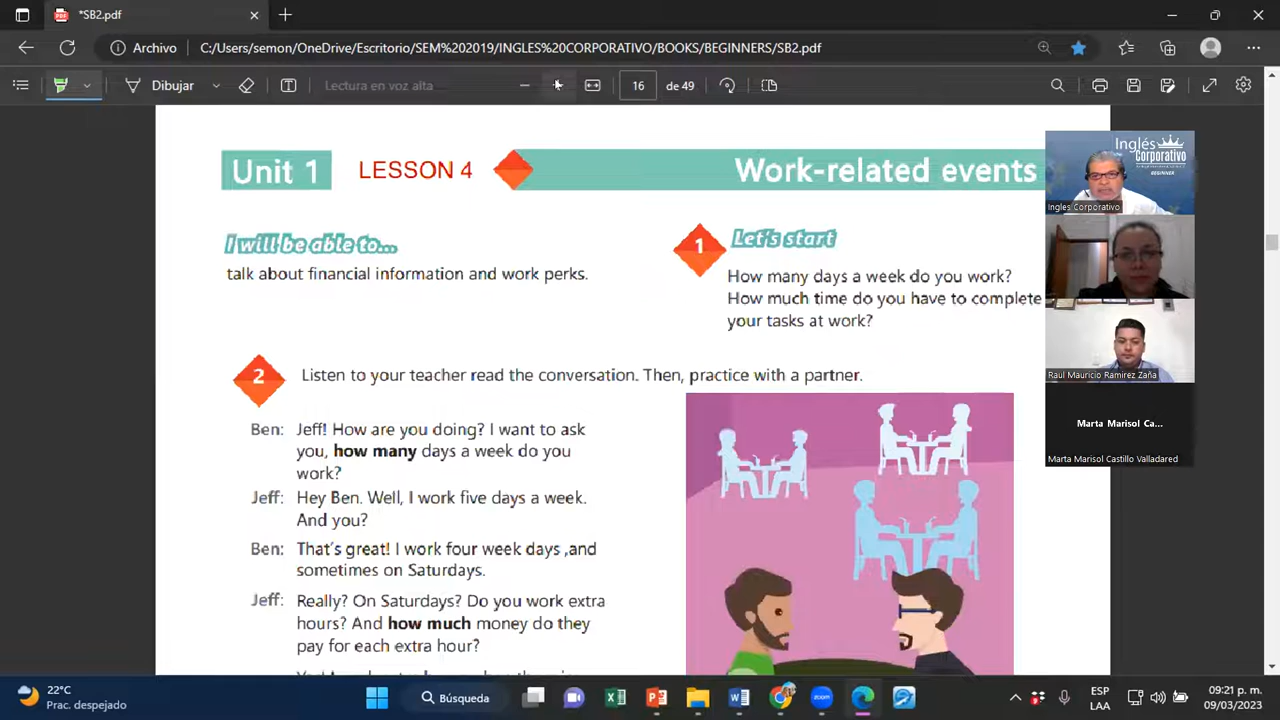 *SB2.pdf
Archivo
C:/Users/semon/OneDrive/Escritorio/SEM%202019/INGLES%20CORPORATIVO/BOOKS/BEGINNERS/SB2.pdf
Dibujar
Lectura en voz alta
16
de 49
Unit 1
LESSON 4
Work-related events
I will be able to...
talk about financial information and work perks.
1
Let's start
How many days a week do you work?
How much time do you have to complete
your tasks at work?
2
Listen to your teacher read the conversation. Then, practice with a partner.
Ben: Jeff! How are you doing? I want to ask
you, how many days a week do you
work?
Jeff: Hey Ben. Well, I work five days a week.
And you?
Ben: That's great! I work four week days ,and
sometimes on Saturdays.
Jeff: Really? On Saturdays? Do you work extra
hours? And how much money do they
pay for each extra hour?
Inglés
Corporativo
BEGINNER
Ingles Corporativo
Raul Mauricio Ramirez Zaña
Marta Marisol Ca...
Marta Marisol Castillo Valladared
22°C
Prac. despejado
Búsqueda
ESP
LAA
09:21 p. m.
09/03/2023